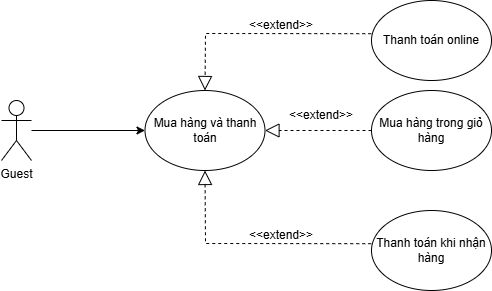 <<extend>>
Thanh toán online
<<extend>>
Mua hàng và thanh
toán
Mua hàng trong giỏ
hàng
Guest
<<extend>>
Thanh toán khi nhận
hàng